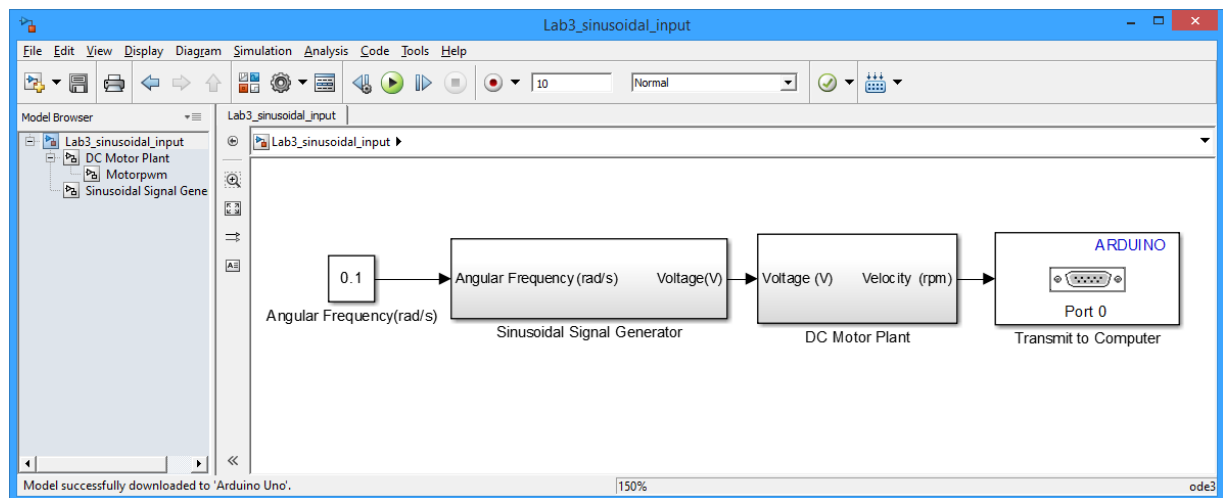 Lab3_sinusoidal_input
File Edit View Display Diagram Simulation Analysis Code Tools Help
10 Normal
Model Browser
Lab3_sinusoidal_input
Lab3_sinusoidal_input
DC Motor Plant
Motorpwm
Sinusoidal Signal Gene
Lab3_sinusoidal_input
0.1
Angular Frequency(rad/s)
Angular Frequency (rad/s) Voltage(V)
Sinusoidal Signal Generator
Voltage (V) Velocity (rpm)
DC Motor Plant
ARDUINO
Port 0
Transmit to Computer
Model successfully downloaded to 'Arduino Uno'. 150% ode3